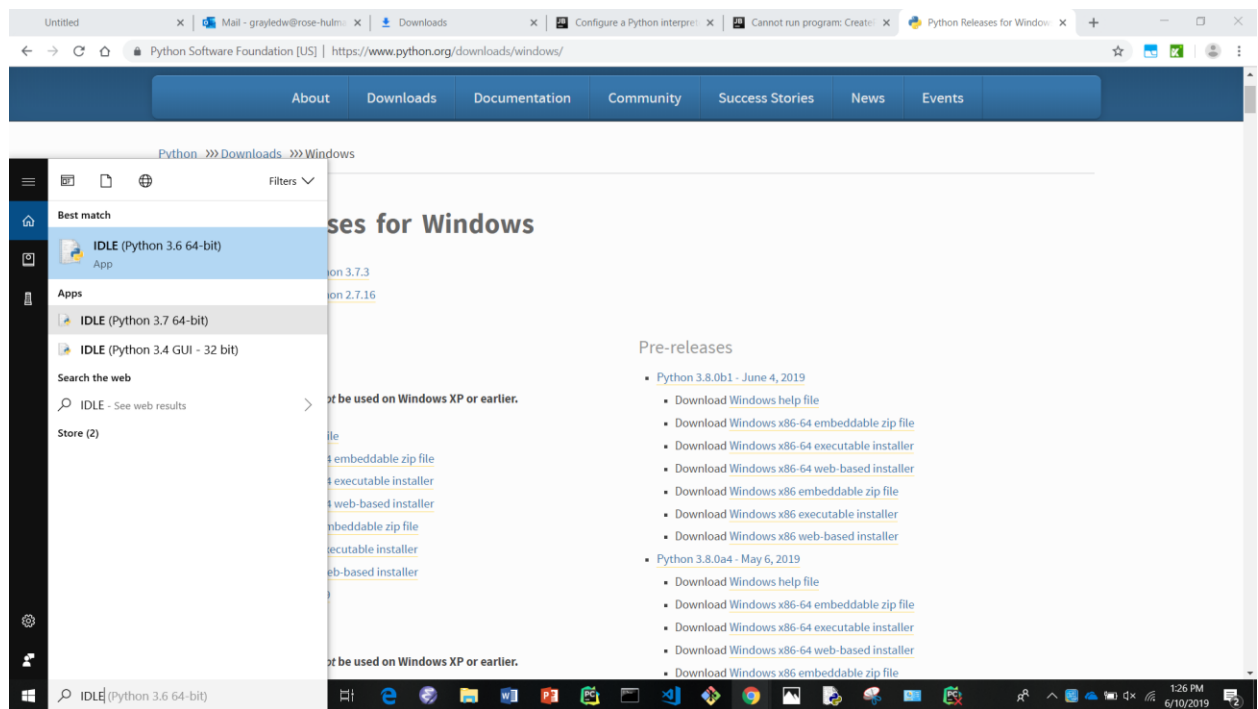 Untitled
Mail - grayledw@rose-hulma
Downloads
Configure a Python interpret
Cannot run program: Create
Python Releases for Window
Python Software Foundation [US] | https://www.python.org/downloads/windows/
About Downloads Documentation Community Success Stories News Events
Python >>> Downloads >>> Windows
Filters
Best match
IDLE (Python 3.6 64-bit)
App
Apps
IDLE (Python 3.7 64-bit)
IDLE (Python 3.4 GUI - 32 bit)
Search the web
IDLE - See web results
Store (2)
IDLE (Python 3.6 64-bit)
ses for Windows
on 3.7.3
on 2.7.16
ot be used on Windows XP or earlier.
ile
4 embeddable zip file
4 executable installer
4 web-based installer
mbeddable zip file
xecutable installer
eb-based installer
ot be used on Windows XP or earlier.
Pre-releases
Python 3.8.0b1 - June 4, 2019
Download Windows help file
Download Windows x86-64 embeddable zip file
Download Windows x86-64 executable installer
Download Windows x86-64 web-based installer
Download Windows x86 embeddable zip file
Download Windows x86 executable installer
Download Windows x86 web-based installer
Python 3.8.0a4 - May 6, 2019
Download Windows help file
Download Windows x86-64 embeddable zip file
Download Windows x86-64 executable installer
Download Windows x86-64 web-based installer
Download Windows x86 embeddable zip file
1:26 PM
6/10/2019